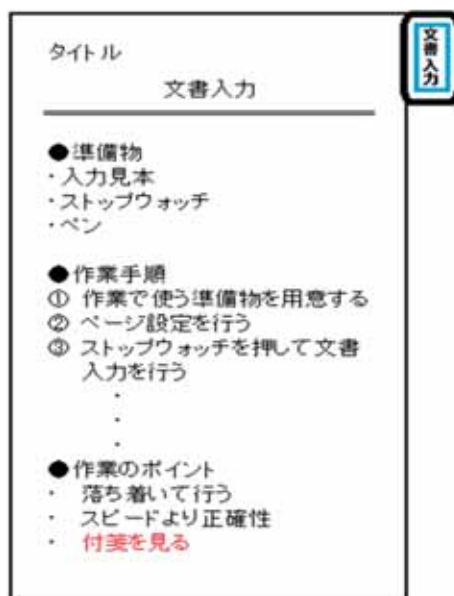 タイトル
文書入力
文書入力
●準備物
・入力見本
・ストップウォッチ
・ペン
●作業手順
① 作業で使う準備物を用意する
② ページ設定を行う
③ ストップウォッチを押して文書
入力を行う
・
・
・
●作業のポイント
・ 落ち着いて行う
・ スピードより正確性
・ 付箋を見る